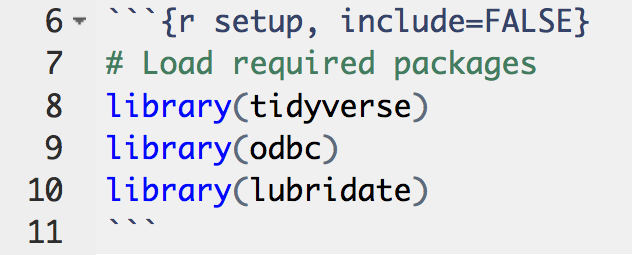 6 ```{r setup, include=FALSE}
7 # Load required packages
8 library(tidyverse)
9 library(odbc)
10 library(lubridate)
11 ```